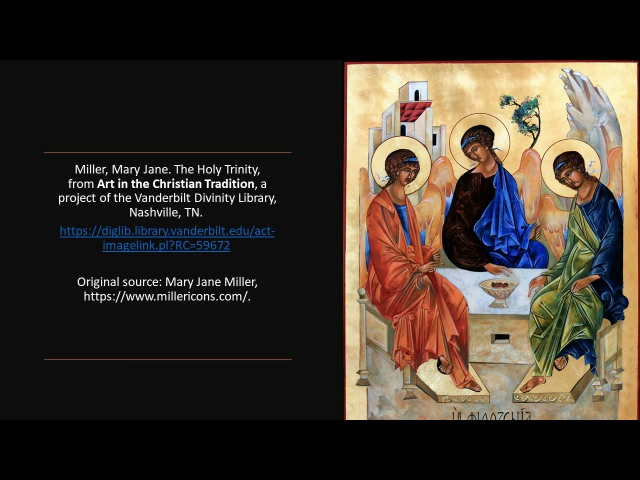 Miller, Mary Jane. The Holy Trinity,
from Art in the Christian Tradition, a
project of the Vanderbilt Divinity Library,
Nashville, TN.
https://diglib.library.vanderbilt.edu/act-
imagelink.pl?RC=59672
Original source: Mary Jane Miller,
https://www.millericons.com/.